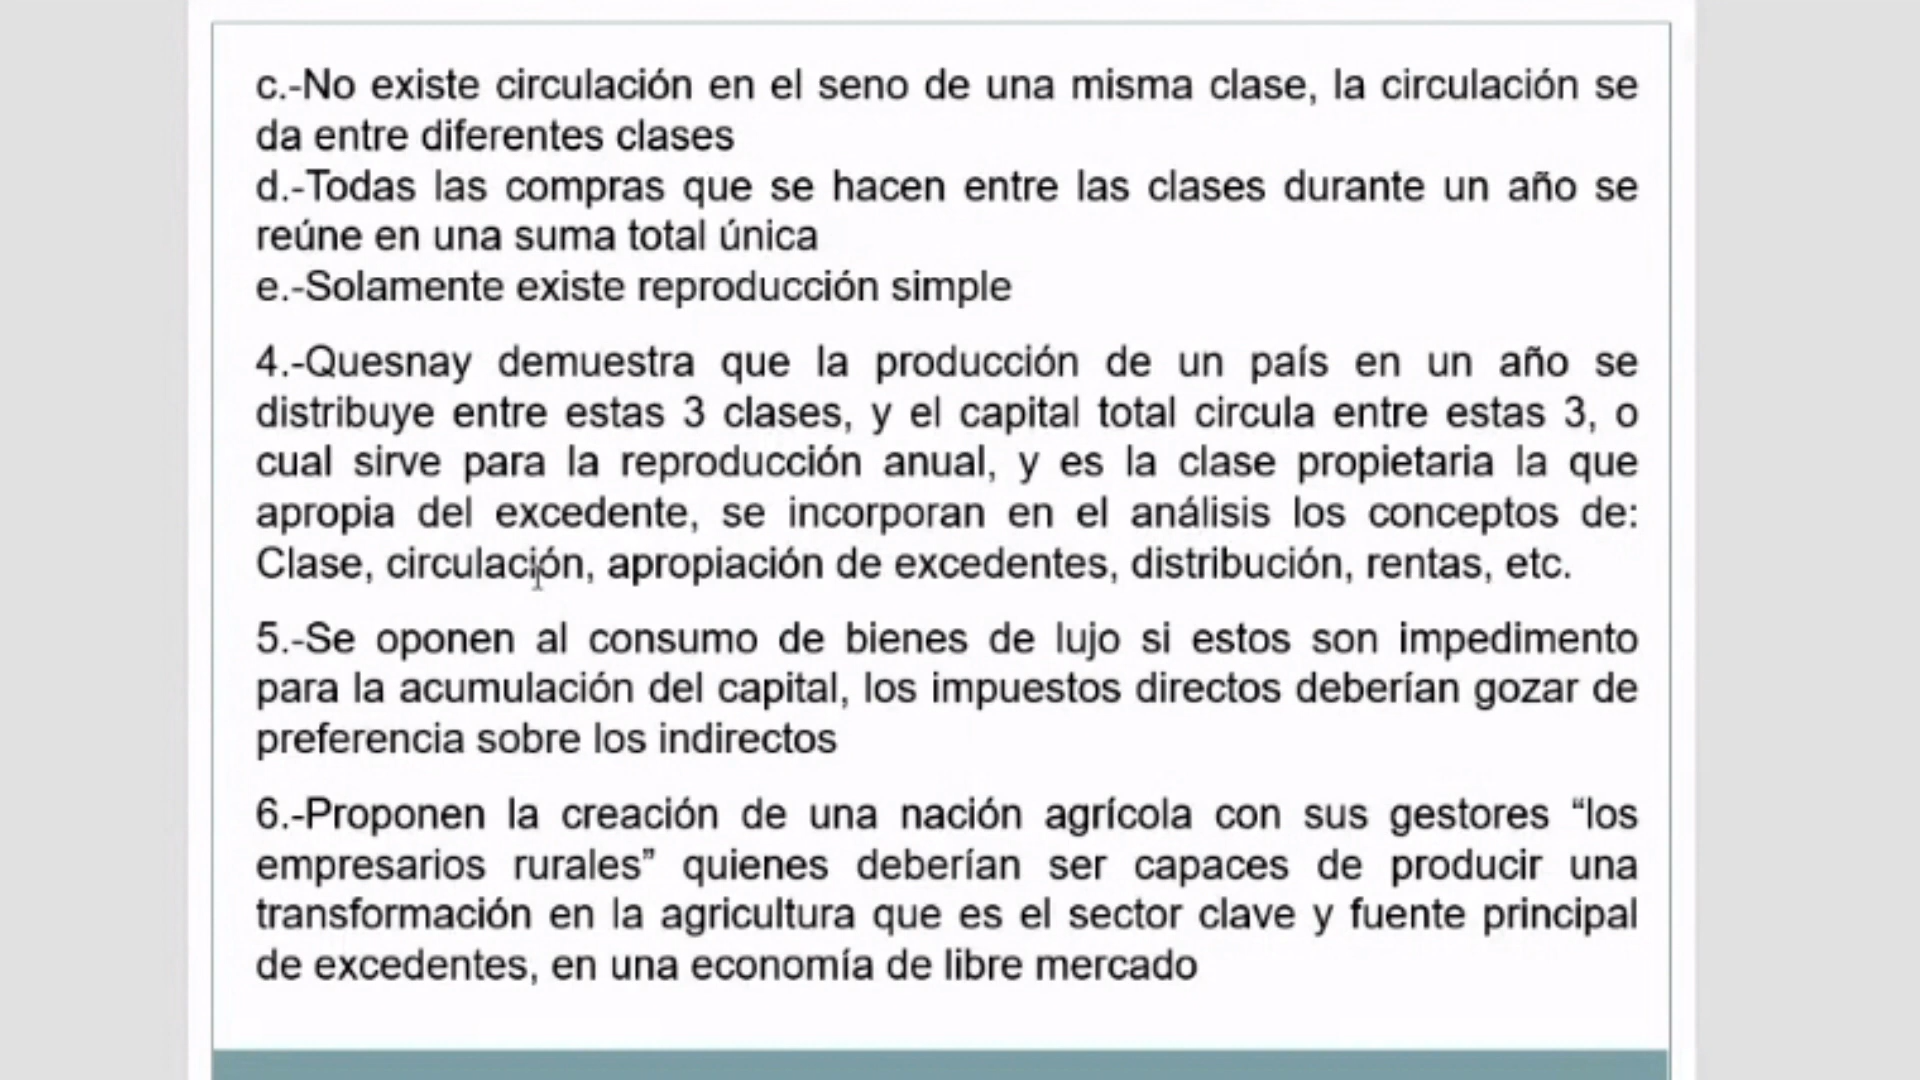 c.-No existe circulación en el seno de una misma clase, la circulación se
da entre diferentes clases
d.-Todas las compras que se hacen entre las clases durante un año se
reúne en una suma total única
e.-Solamente existe reproducción simple
4.-Quesnay demuestra que la producción de un país en un año se
distribuye entre estas 3 clases, y el capital total circula entre estas 3, o
cual sirve para la reproducción anual, y es la clase propietaria la que
apropia del excedente, se incorporan en el análisis los conceptos de:
Clase, circulación, apropiación de excedentes, distribución, rentas, etc.
5.-Se oponen al consumo de bienes de lujo si estos son impedimento
para la acumulación del capital, los impuestos directos deberían gozar de
preferencia sobre los indirectos
6.-Proponen la creación de una nación agrícola con sus gestores “los
empresarios rurales” quienes deberían ser capaces de producir una
transformación en la agricultura que es el sector clave y fuente principal
de excedentes, en una economía de libre mercado